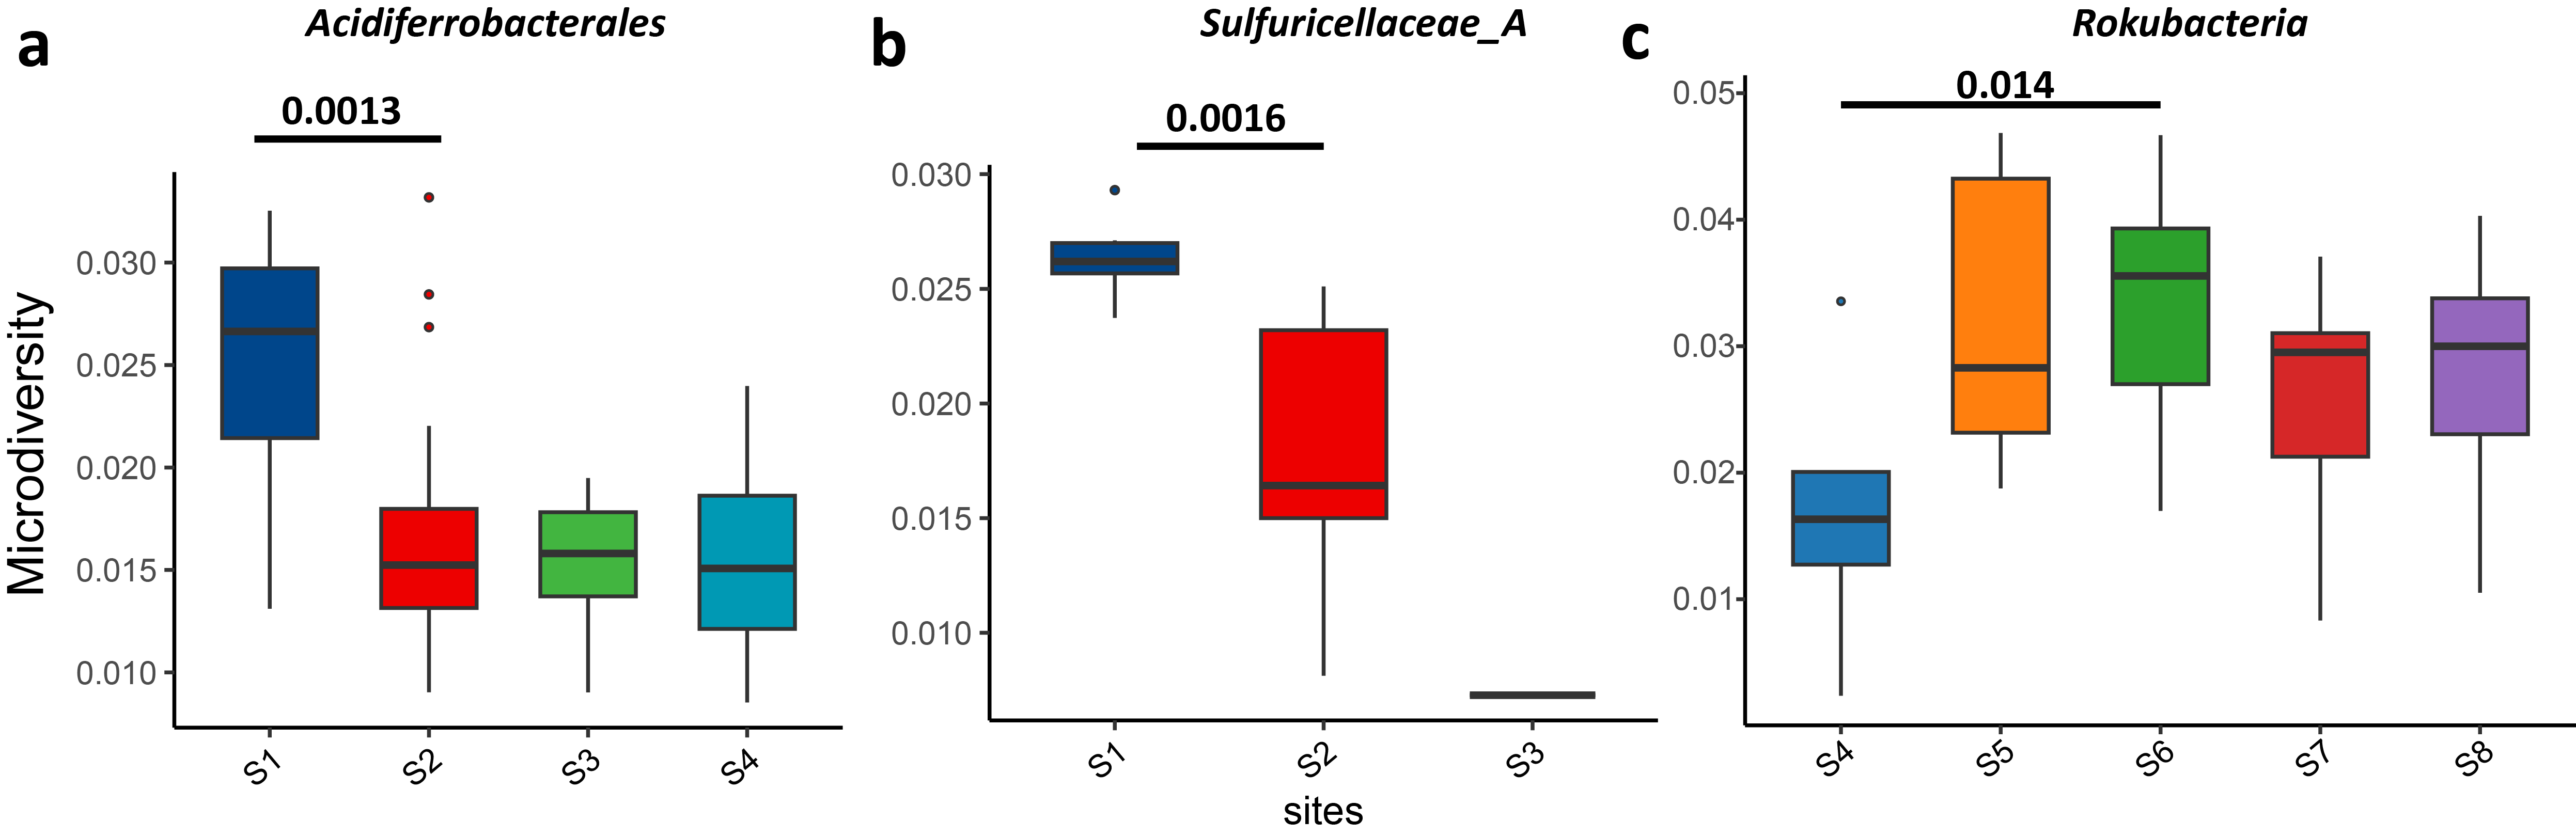 a
Acidiferrobacterales
0.0013
Microdiversity
0.030
0.025
0.020
0.015
0.010
S1
S2
S3
S4
b
Sulfuricellaceae_A
0.0016
0.030
0.025
0.020
0.015
0.010
S1
S2
S3
sites
c
Rokubacteria
0.014
0.05
0.04
0.03
0.02
0.01
S4
S5
S6
S7
S8